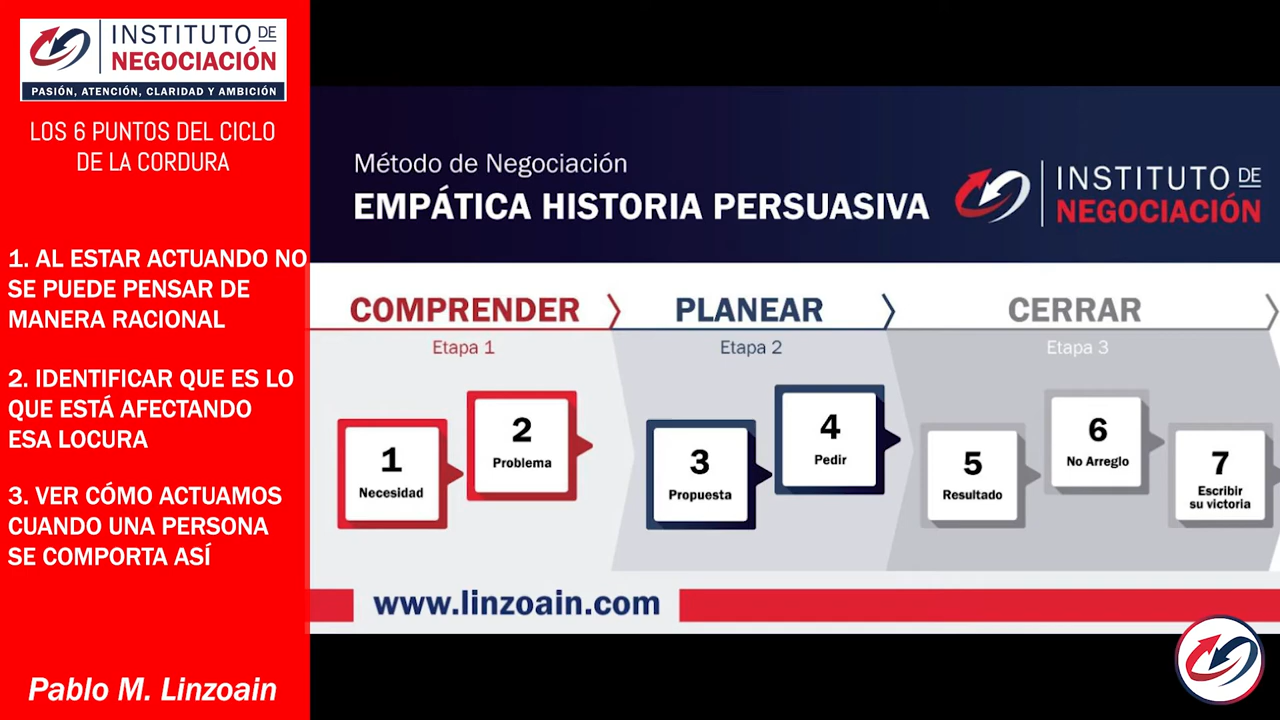 INSTITUTO DE
NEGOCIACIÓN
PASIÓN, ATENCIÓN, CLARIDAD Y AMBICIÓN
LOS 6 PUNTOS DEL CICLO
DE LA CORDURA
1. AL ESTAR ACTUANDO NO
SE PUEDE PENSAR DE
MANERA RACIONAL
2. IDENTIFICAR QUE ES LO
QUE ESTÁ AFECTANDO
ESA LOCURA
3. VER CÓMO ACTUAMOS
CUANDO UNA PERSONA
SE COMPORTA ASÍ
Pablo M. Linzoain
Método de Negociación
EMPÁTICA HISTORIA PERSUASIVA
INSTITUTO DE
NEGOCIACIÓN
COMPRENDER
Etapa 1
PLANEAR
Etapa 2
CERRAR
Etapa 3
1
Necesidad
2
Problema
3
Propuesta
4
Pedir
5
Resultado
6
No Arreglo
7
Escribir
su victoria
www.linzoain.com